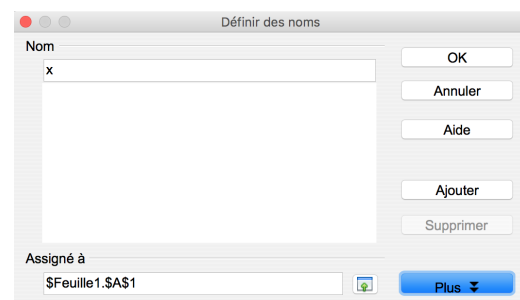 Définir des noms
Nom
x
OK
Annuler
Aide
Ajouter
Supprimer
Assigné à
$Feuille1.$A$1
Plus